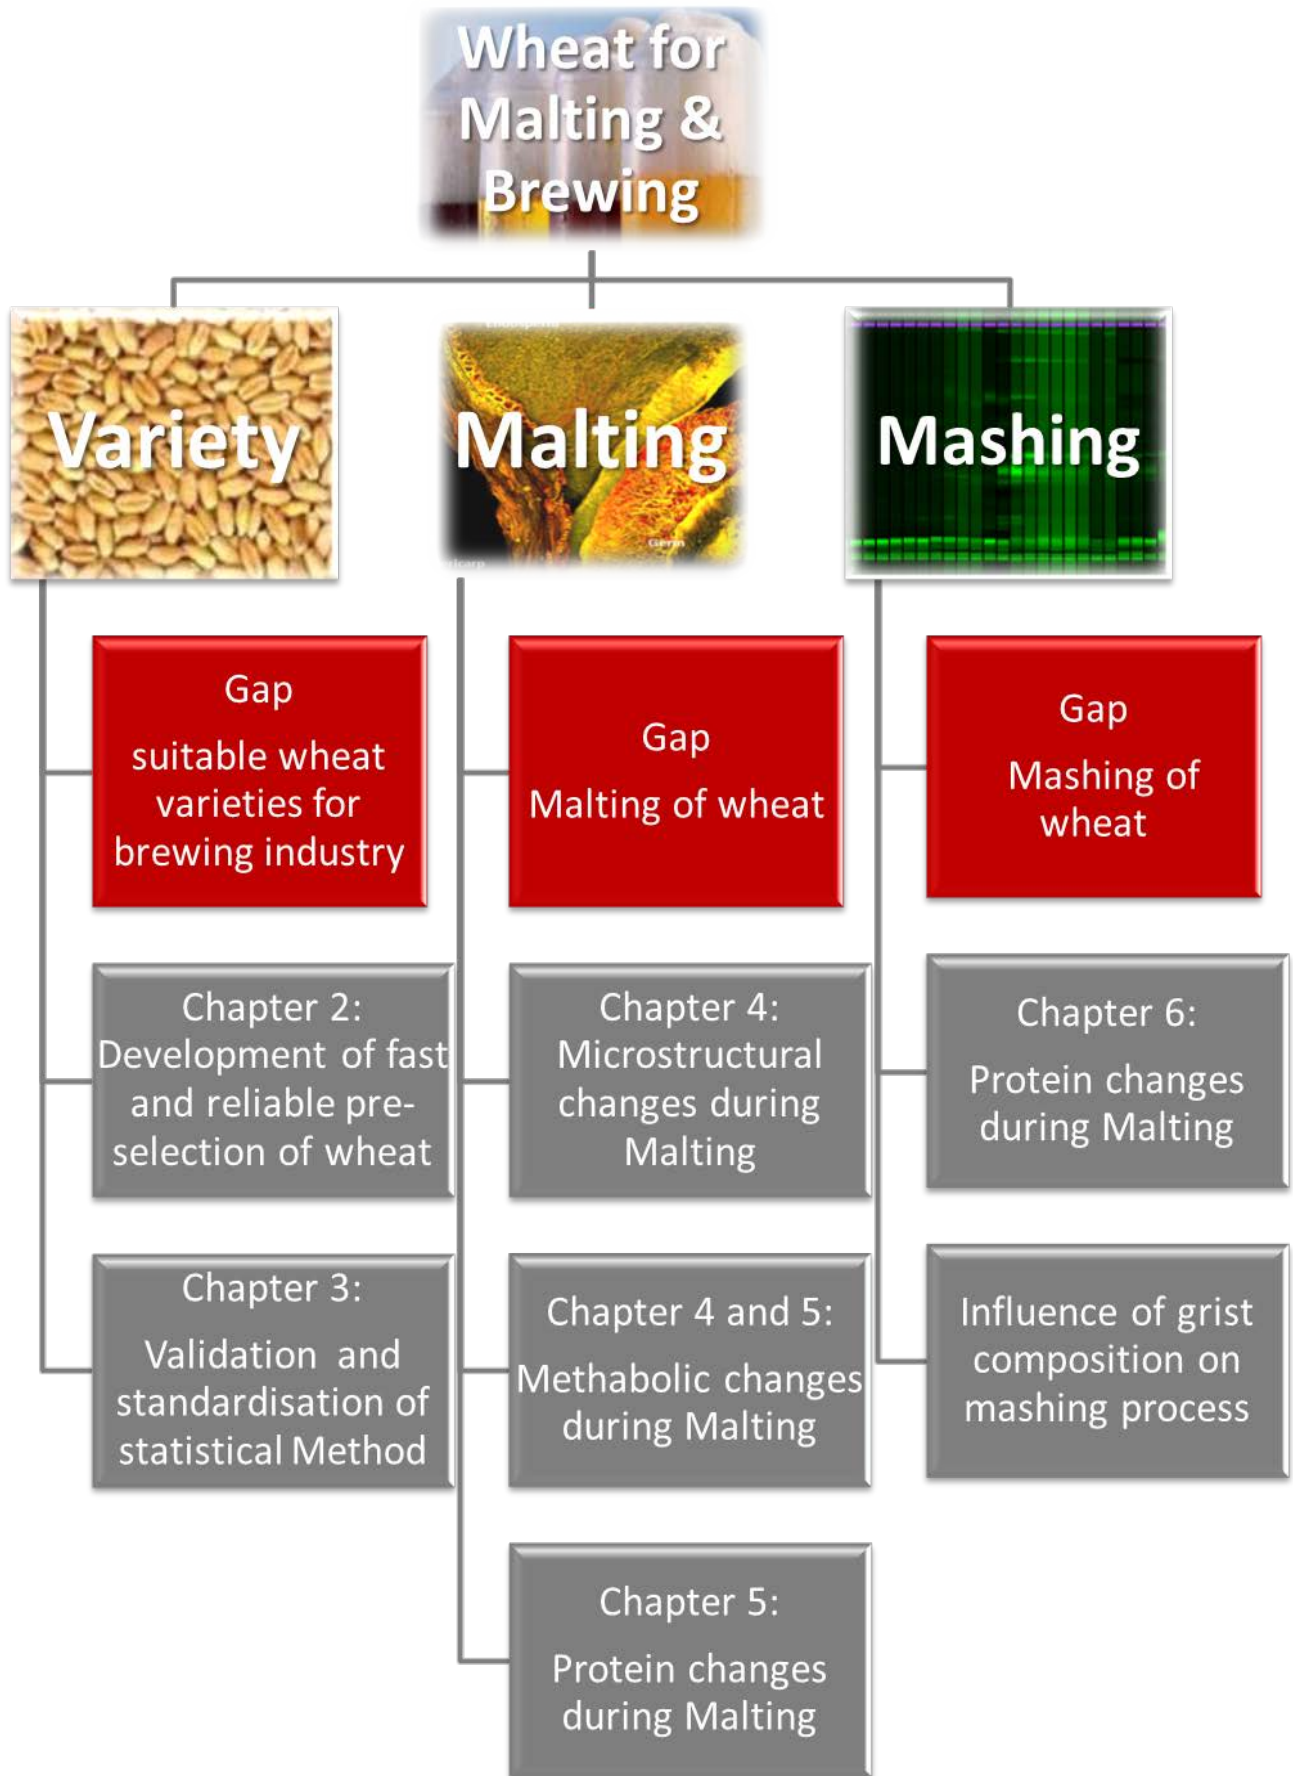 Wheat for
Malting &
Brewing
Variety
Malting
Mashing
Germ
Gap
suitable wheat
varieties for
brewing industry
Gap
Malting of wheat
Gap
Mashing of
wheat
Chapter 2:
Development of fast
and reliable pre-
selection of wheat
Chapter 4:
Microstructural
changes during
Malting
Chapter 6:
Protein changes
during Malting
Chapter 3:
Validation and
standardisation of
statistical Method
Chapter 4 and 5:
Methabolic changes
during Malting
Influence of grist
composition on
mashing process
Chapter 5:
Protein changes
during Malting